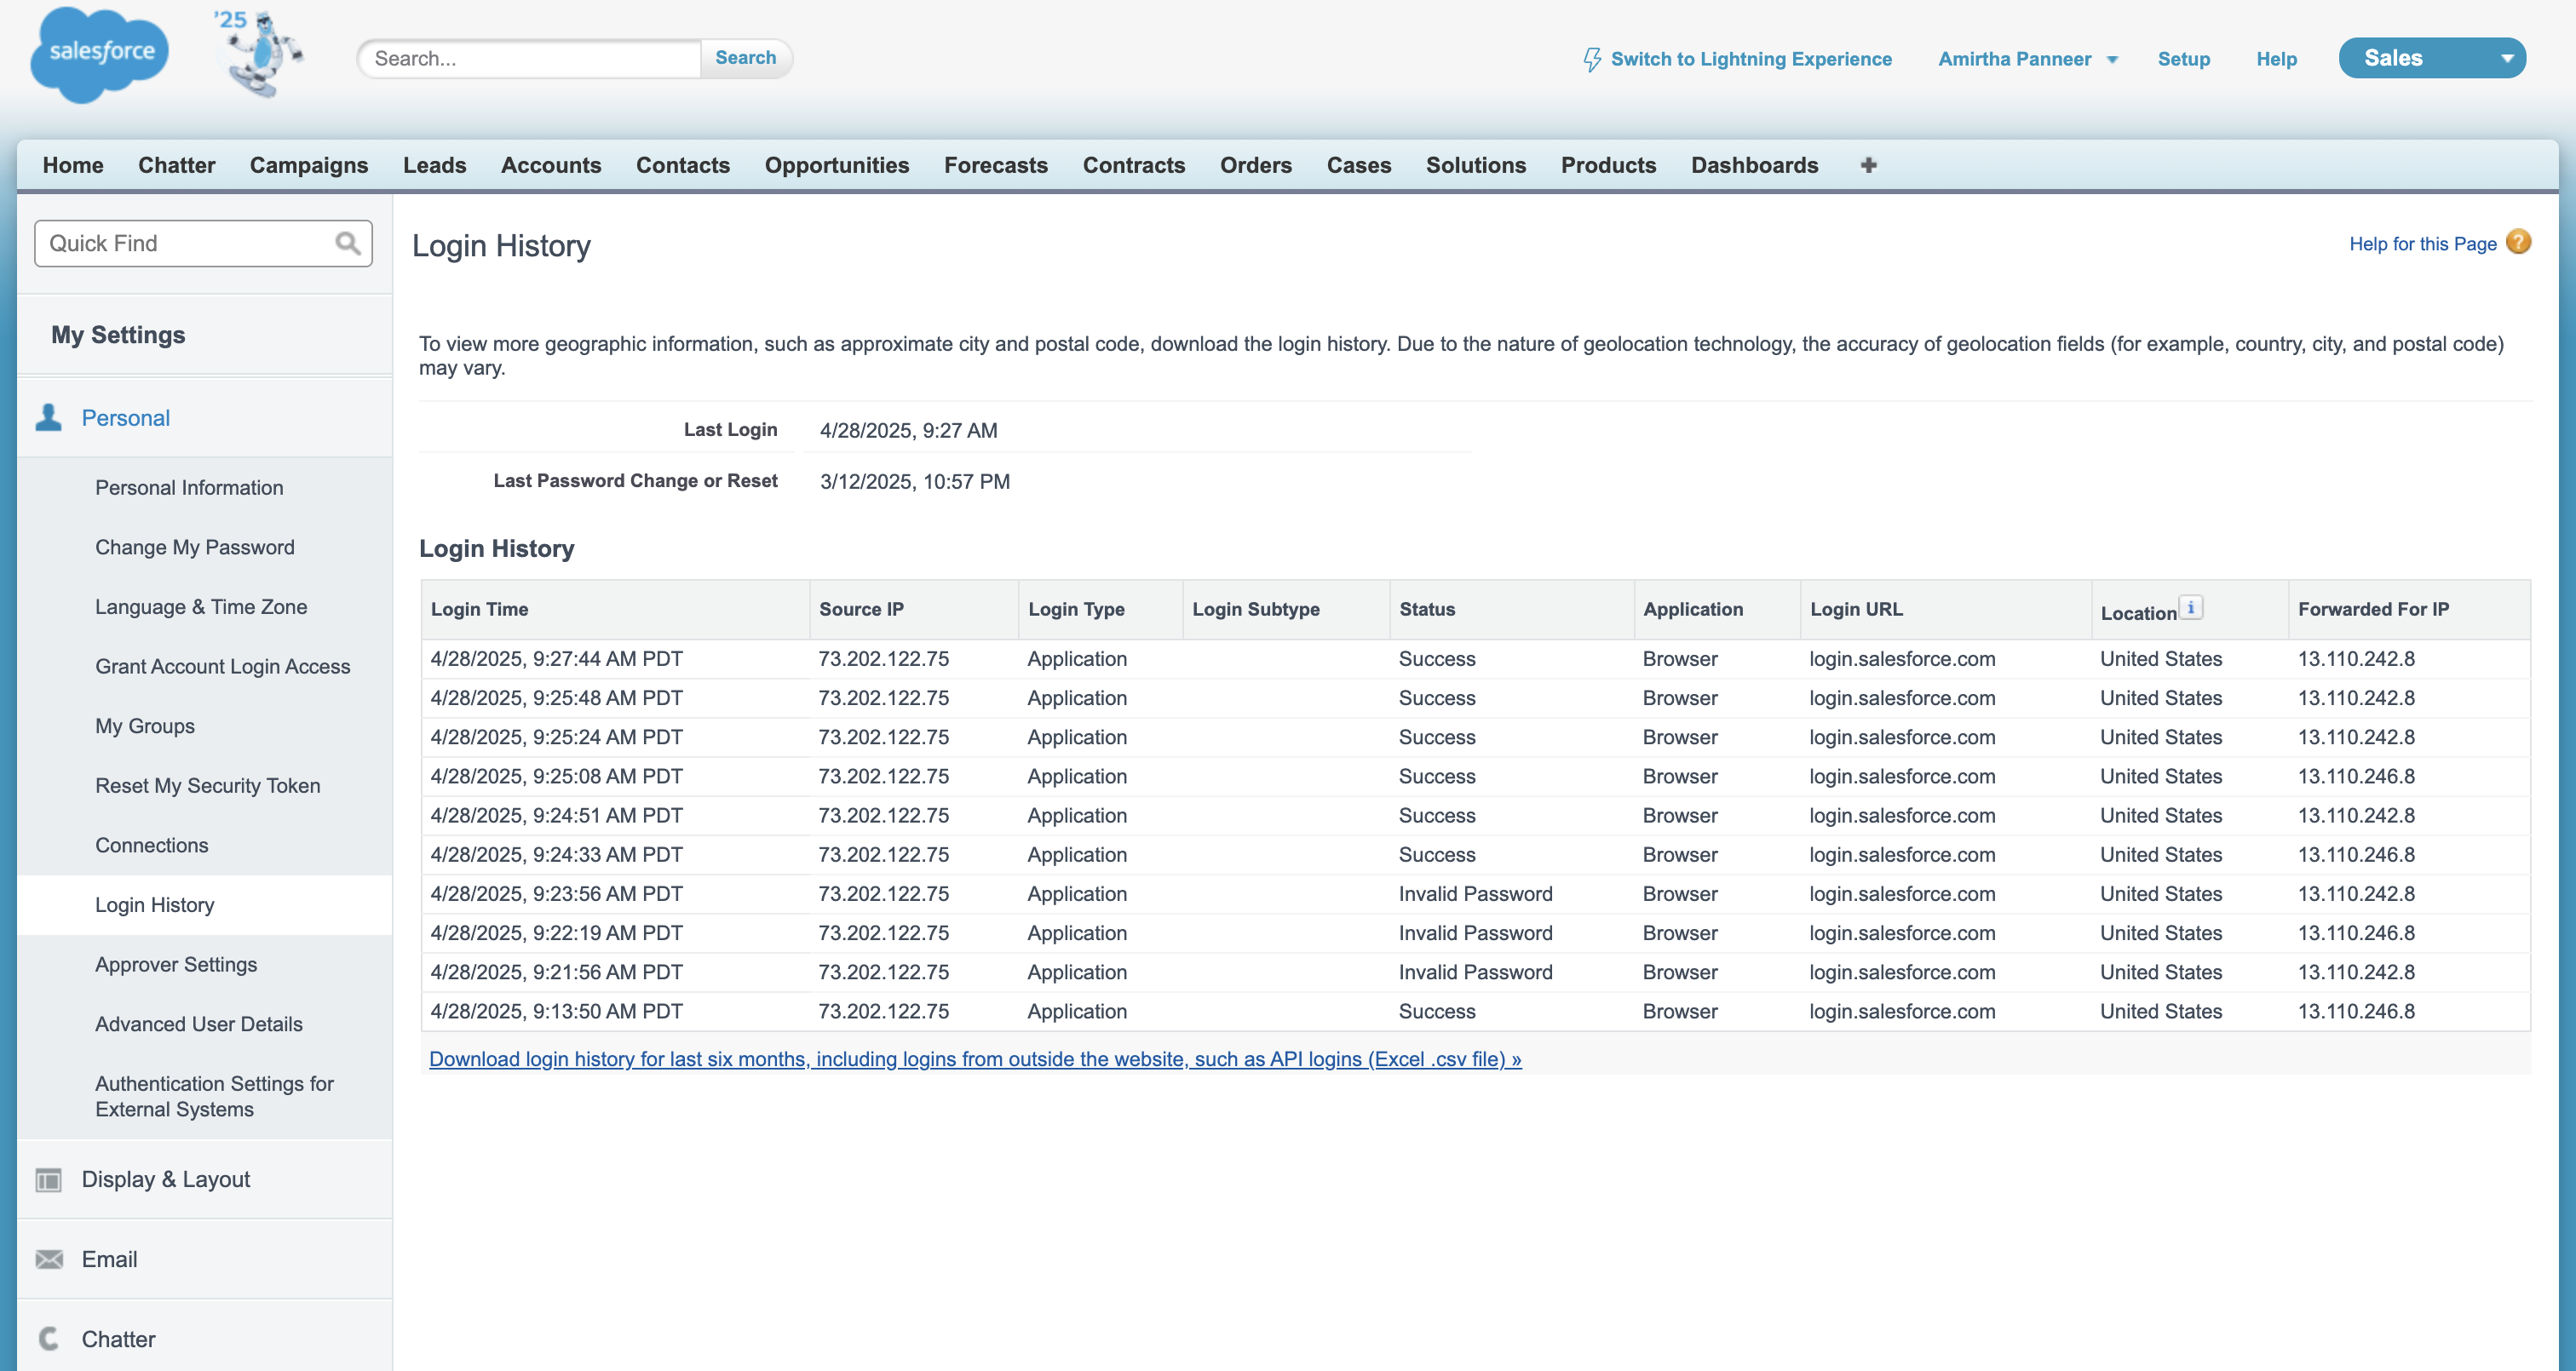 salesforce
'25
Search...
Search
Switch to Lightning Experience
Amirtha Panneer
Setup
Help
Sales
Home Chatter Campaigns Leads Accounts Contacts Opportunities Forecasts Contracts Orders Cases Solutions Products Dashboards
Quick Find
My Settings
Personal
Personal Information
Change My Password
Language & Time Zone
Grant Account Login Access
My Groups
Reset My Security Token
Connections
Login History
Approver Settings
Advanced User Details
Authentication Settings for
External Systems
Display & Layout
Email
Chatter
Login History
Help for this Page
To view more geographic information, such as approximate city and postal code, download the login history. Due to the nature of geolocation technology, the accuracy of geolocation fields (for example, country, city, and postal code)
may vary.
Last Login 4/28/2025, 9:27 AM
Last Password Change or Reset 3/12/2025, 10:57 PM
Login History
Login Time Source IP Login Type Login Subtype Status Application Login URL Location Forwarded For IP
4/28/2025, 9:27:44 AM PDT 73.202.122.75 Application Success Browser login.salesforce.com United States 13.110.242.8
4/28/2025, 9:25:48 AM PDT 73.202.122.75 Application Success Browser login.salesforce.com United States 13.110.242.8
4/28/2025, 9:25:24 AM PDT 73.202.122.75 Application Success Browser login.salesforce.com United States 13.110.242.8
4/28/2025, 9:25:08 AM PDT 73.202.122.75 Application Success Browser login.salesforce.com United States 13.110.246.8
4/28/2025, 9:24:51 AM PDT 73.202.122.75 Application Success Browser login.salesforce.com United States 13.110.242.8
4/28/2025, 9:24:33 AM PDT 73.202.122.75 Application Success Browser login.salesforce.com United States 13.110.246.8
4/28/2025, 9:23:56 AM PDT 73.202.122.75 Application Invalid Password Browser login.salesforce.com United States 13.110.242.8
4/28/2025, 9:22:19 AM PDT 73.202.122.75 Application Invalid Password Browser login.salesforce.com United States 13.110.246.8
4/28/2025, 9:21:56 AM PDT 73.202.122.75 Application Invalid Password Browser login.salesforce.com United States 13.110.242.8
4/28/2025, 9:13:50 AM PDT 73.202.122.75 Application Success Browser login.salesforce.com United States 13.110.246.8
Download login history for last six months, including logins from outside the website, such as API logins (Excel .csv file) »